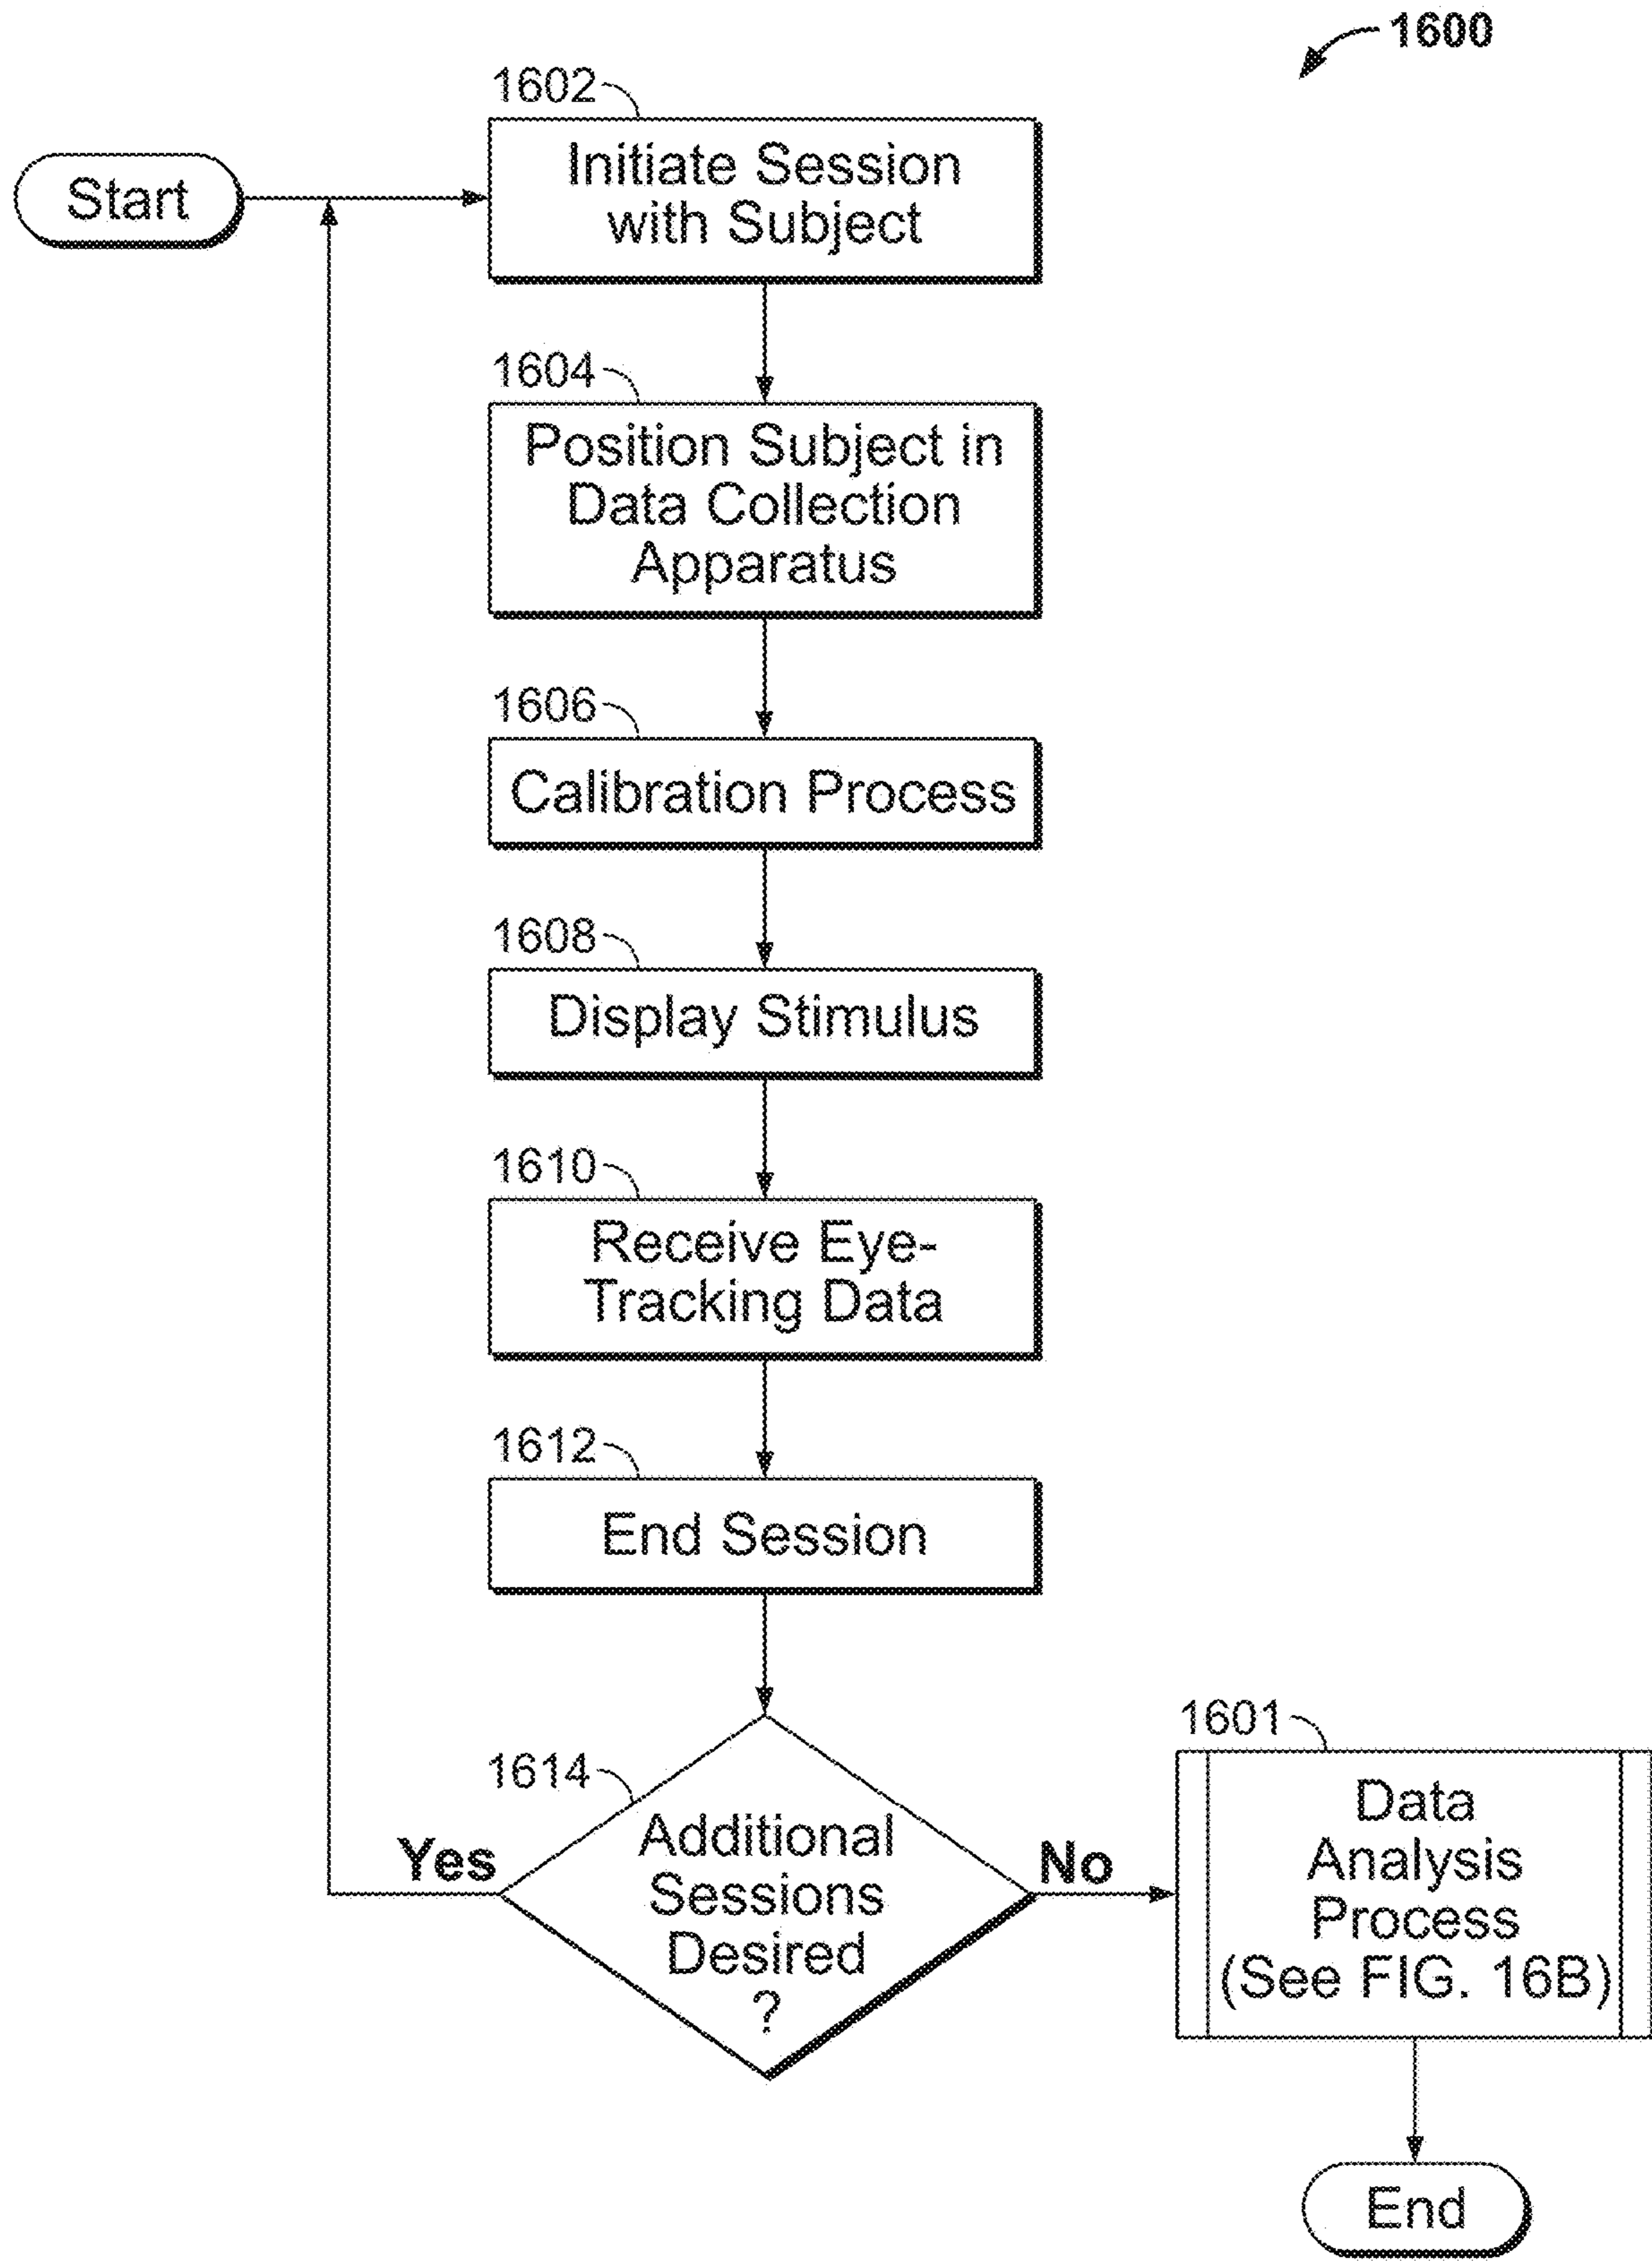 1600
1602
Start
Initiate Session
with Subject
1604
Position Subject in
Data Collection
Apparatus
1606
Calibration Process
1608
Display Stimulus
1610
Receive Eye-
Tracking Data
1612
End Session
1614
Additional
Sessions
Desired
?
Yes
No
1601
Data
Analysis
Process
(See FIG. 16B)
End